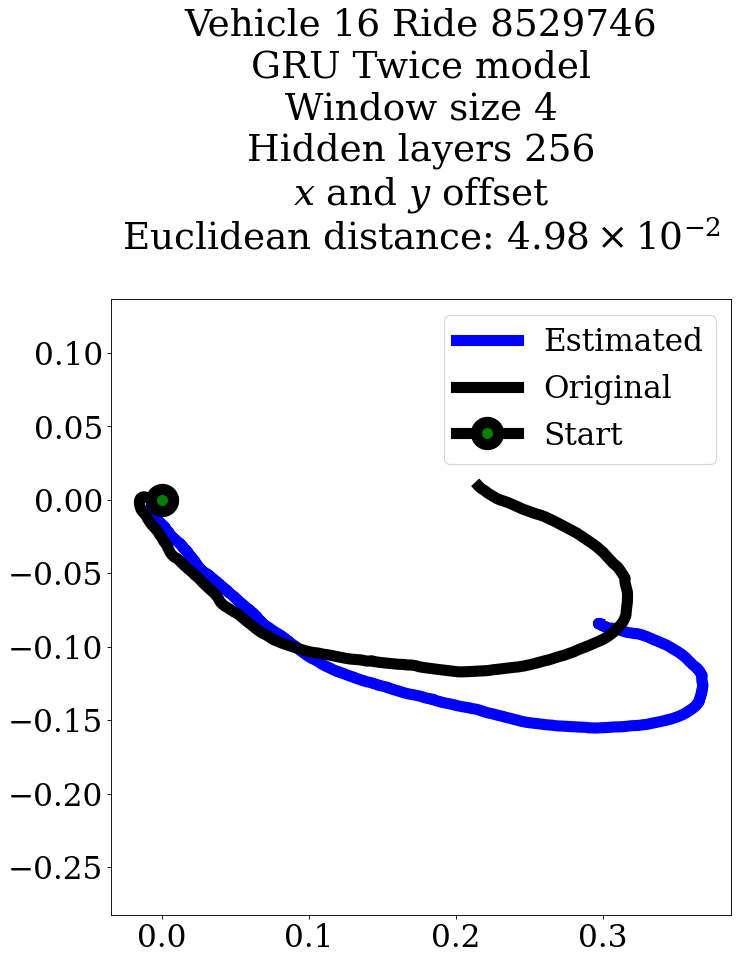 Vehicle 16 Ride 8529746
GRU Twice model
Window size 4
Hidden layers 256
x and y offset
Euclidean distance: 4.98 × 10⁻²
Estimated
Original
Start
0.10
0.05
0.00
−0.05
−0.10
−0.15
−0.20
−0.25
0.0 0.1 0.2 0.3